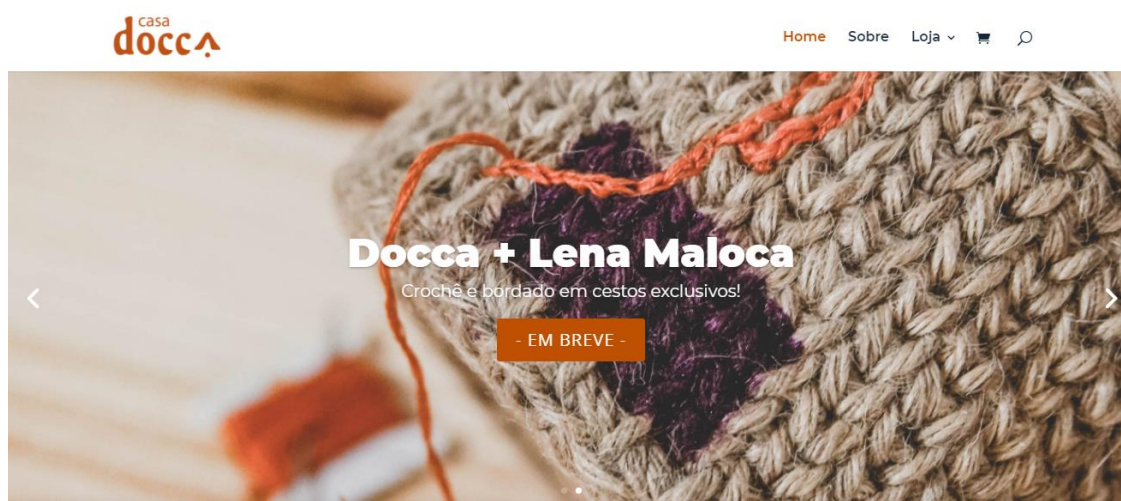 casa
docca
Home Sobre Loja
Docca + Lena Maloca
Crochê e bordado em cestos exclusivos!
- EM BREVE -